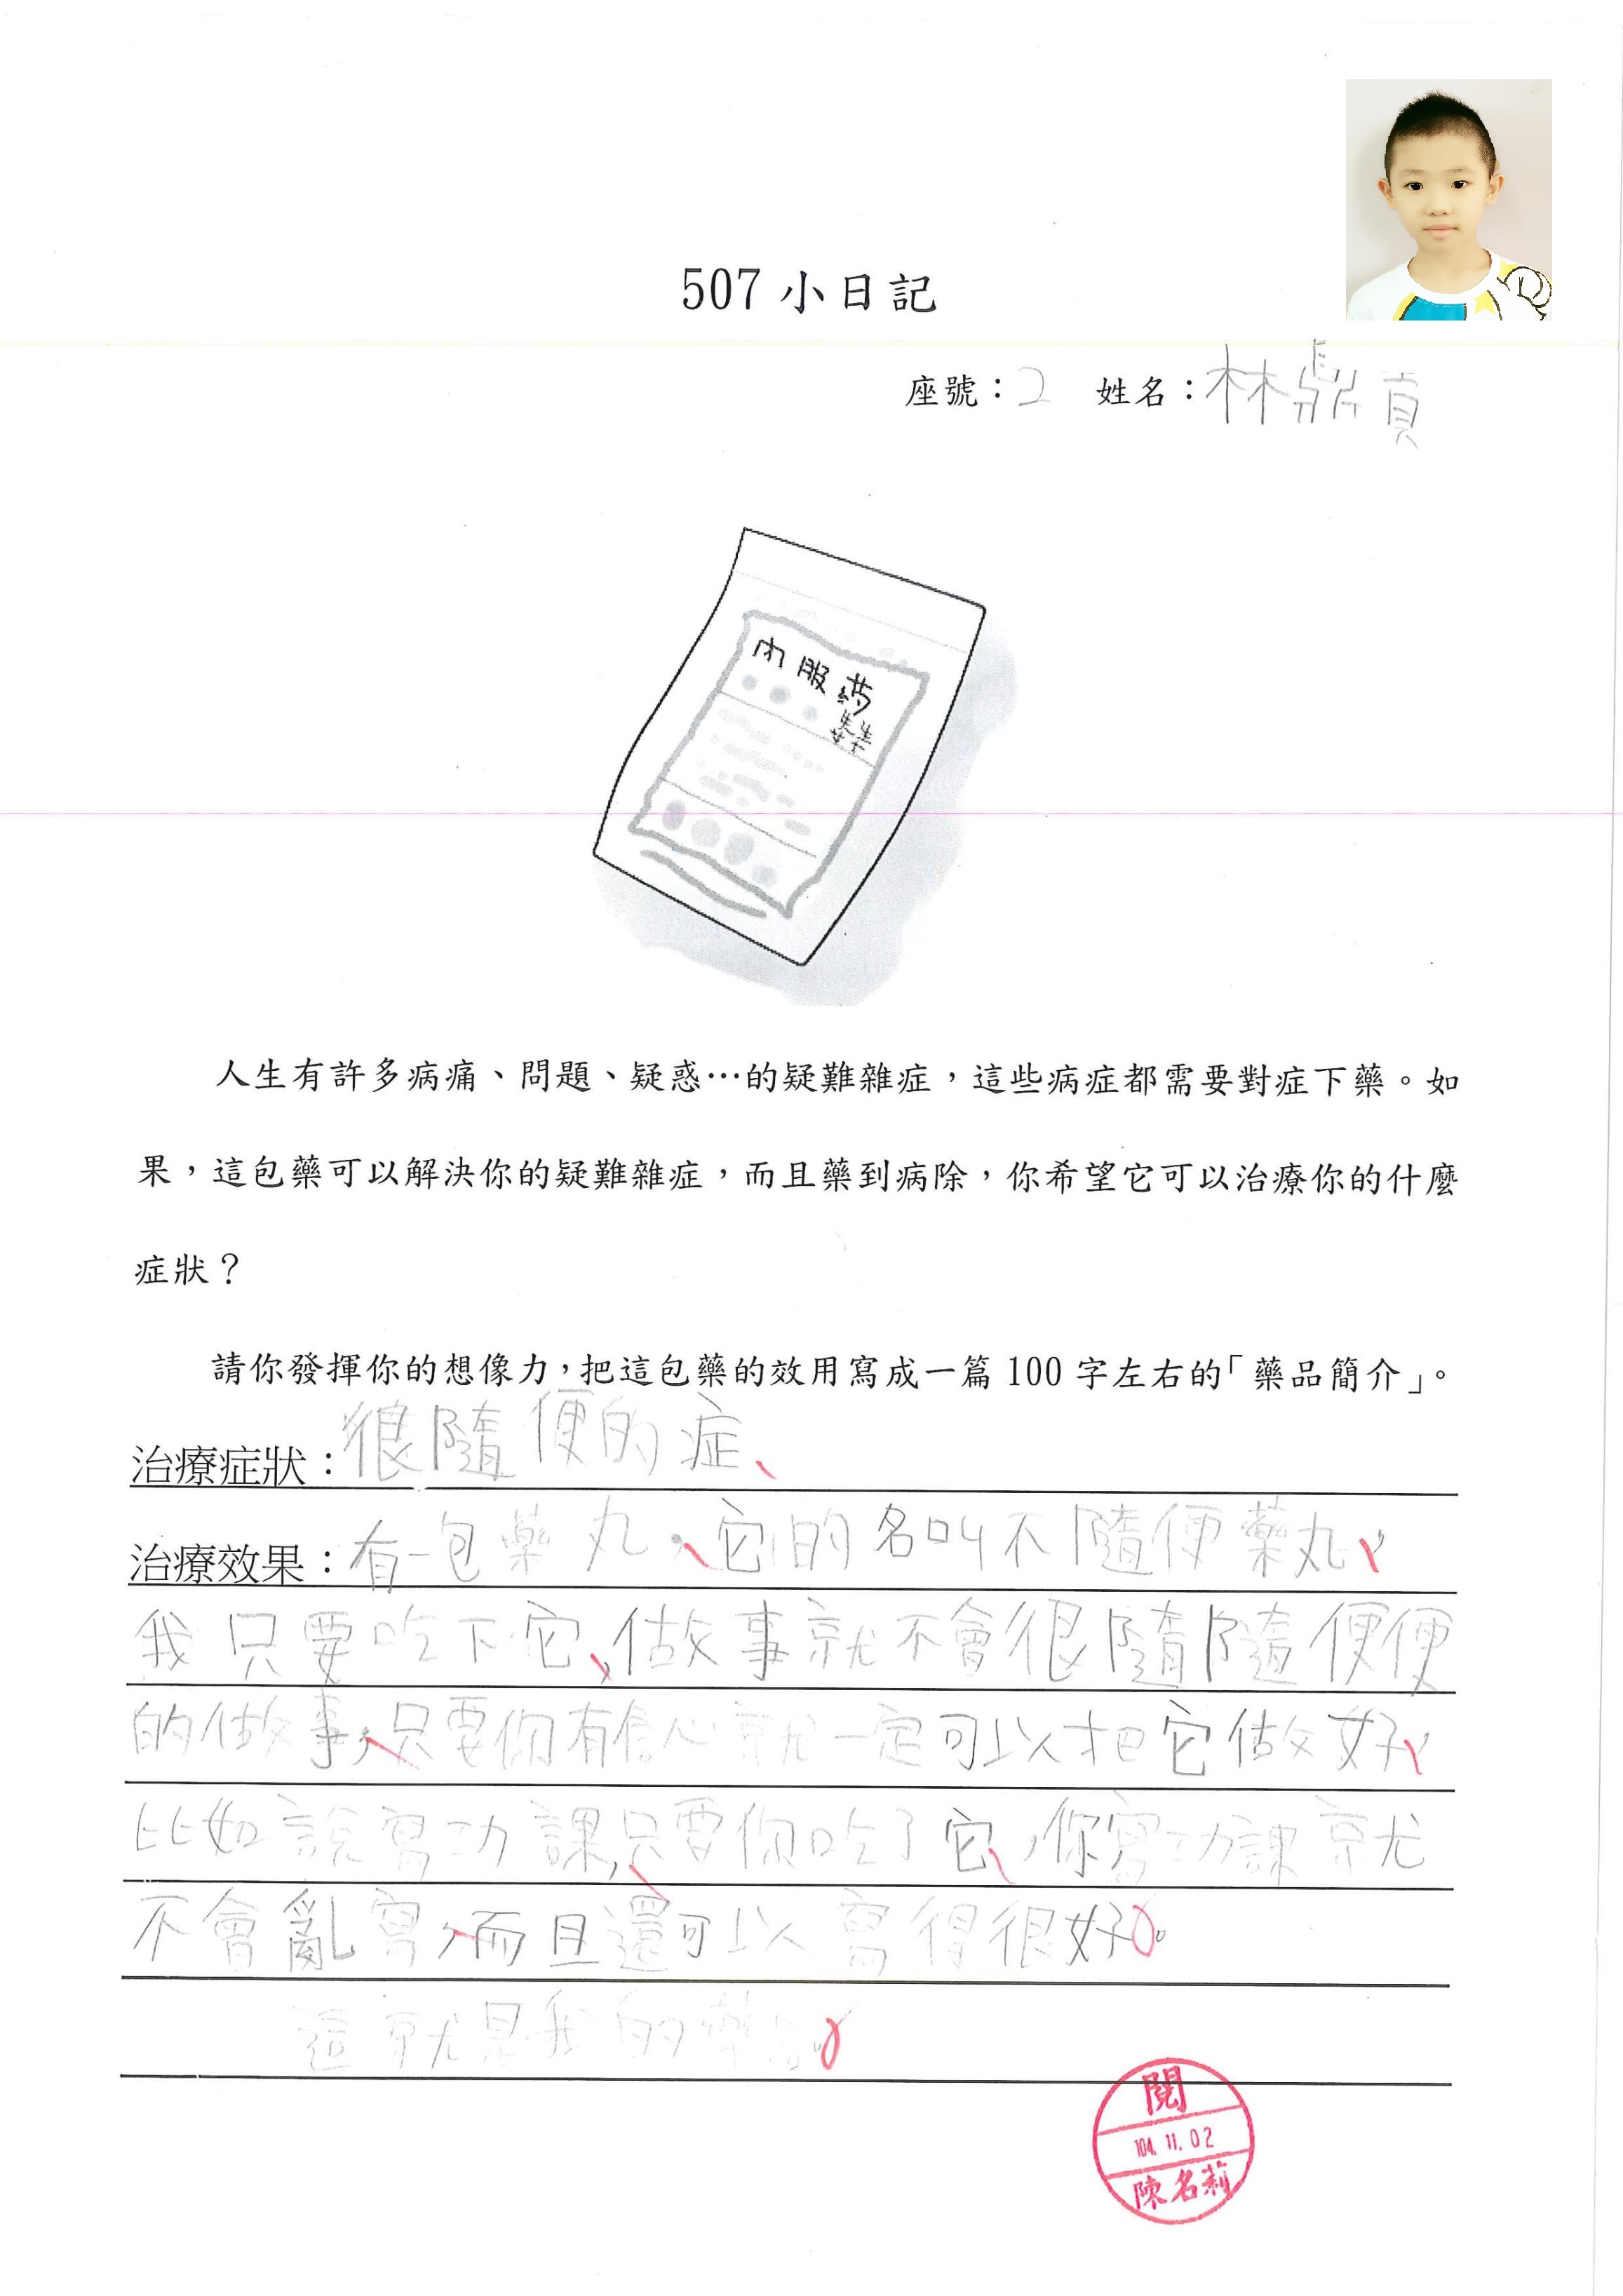 507 小日記
座號：2 姓名：林鼎貢
內服藥
人生有許多病痛、問題、疑惑…的疑難雜症，這些病症都需要對症下藥。如
果，這包藥可以解決你的疑難雜症，而且藥到病除，你希望它可以治療你的什麼
症狀？
請你發揮你的想像力，把這包藥的效用寫成一篇 100 字左右的「藥品簡介」。
治療症狀：很隨便的症、
治療效果：有一包藥丸，它的名叫不隨便藥丸，
我只要吃下它，做事就不會很隨隨便便
的做事，只要你有信心就一定可以把它做好，
比如說寫功課，只要你吃了它，你寫功課就
不會亂寫，而且還可以寫得很好。
這就是我的藥。
閱
104.11.02
陳名莉